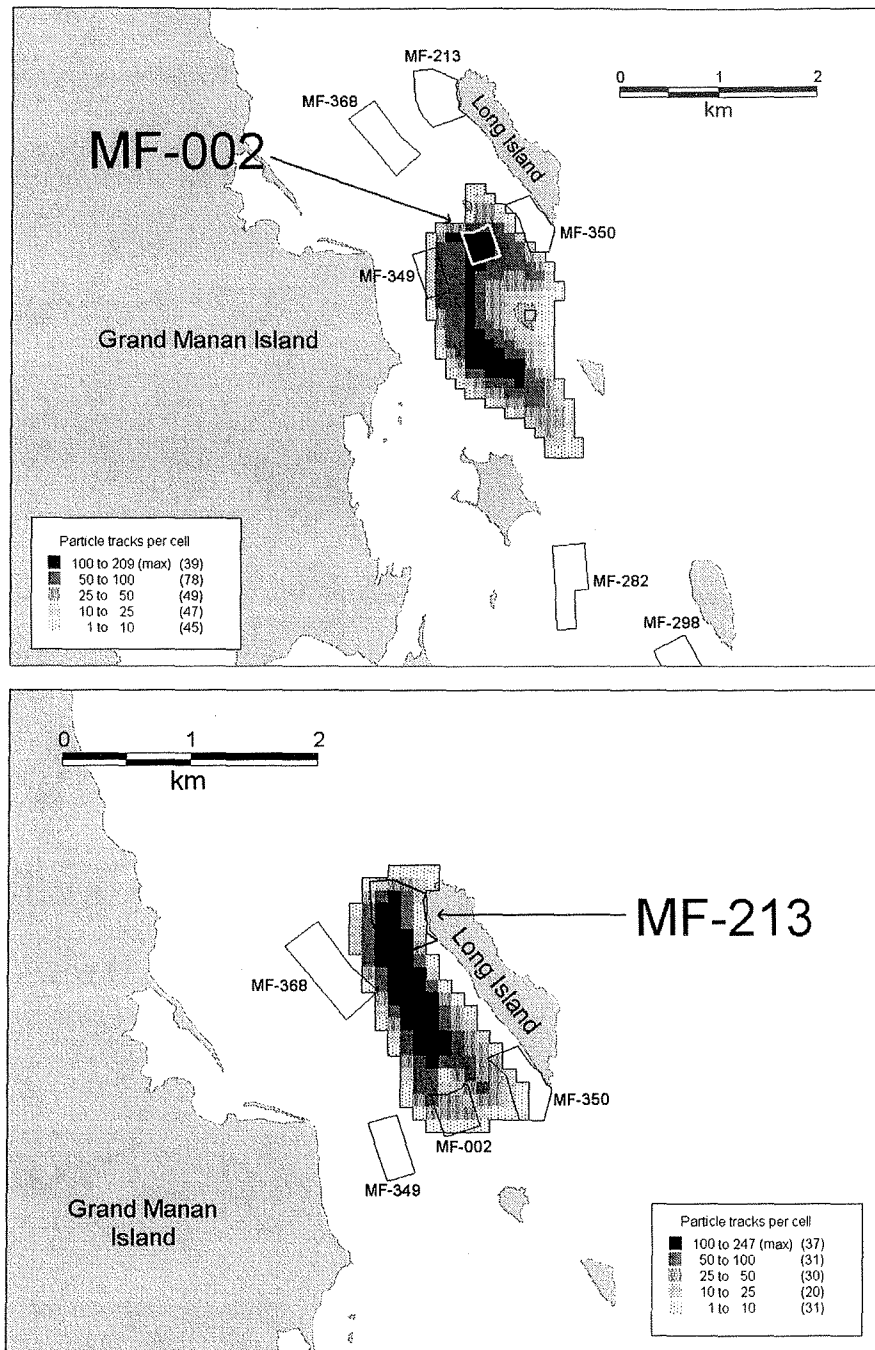 MF-213
0 1 2
km
MF-368
Long Island
MF-002
MF-350
MF-349
Grand Manan Island
Particle tracks per cell
100 to 209 (max) (39)
50 to 100 (78)
25 to 50 (49)
10 to 25 (47)
1 to 10 (45)
MF-282
MF-298
0 1 2
km
MF-213
Long Island
MF-368
MF-350
MF-002
MF-349
Grand Manan
Island
Particle tracks per cell
100 to 247 (max) (37)
50 to 100 (31)
25 to 50 (30)
10 to 25 (20)
1 to 10 (31)